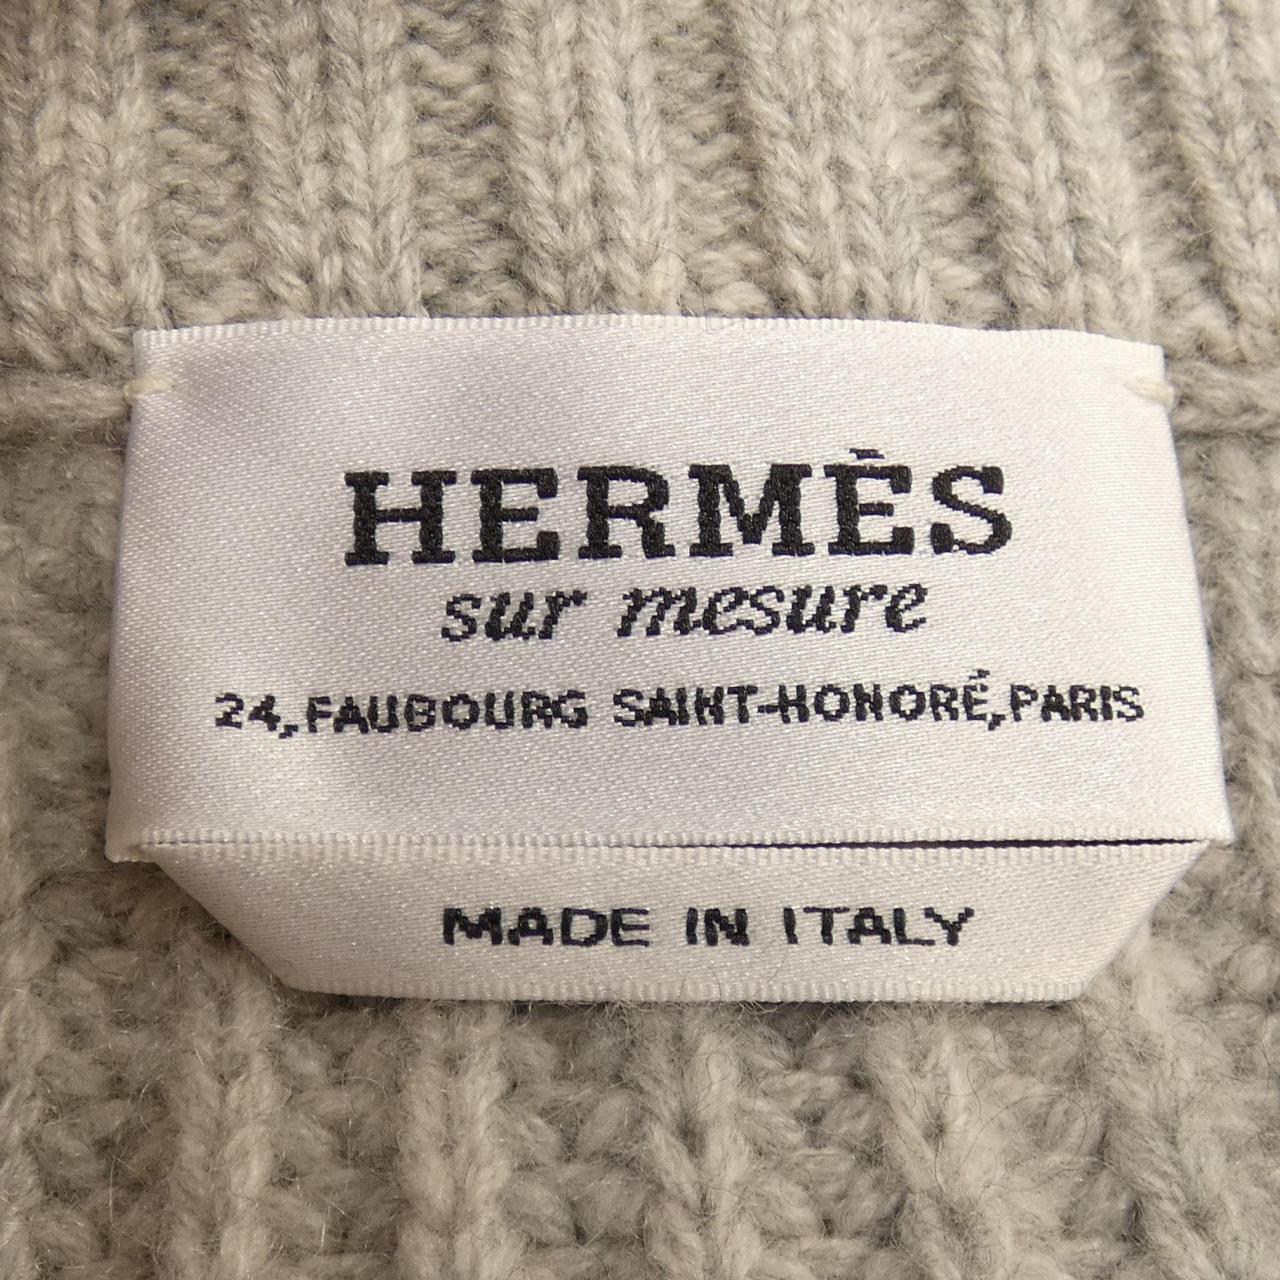 HERMÈS
sur mesure
24,FAUBOURG SAINT-HONORÉ,PARIS
MADE IN ITALY